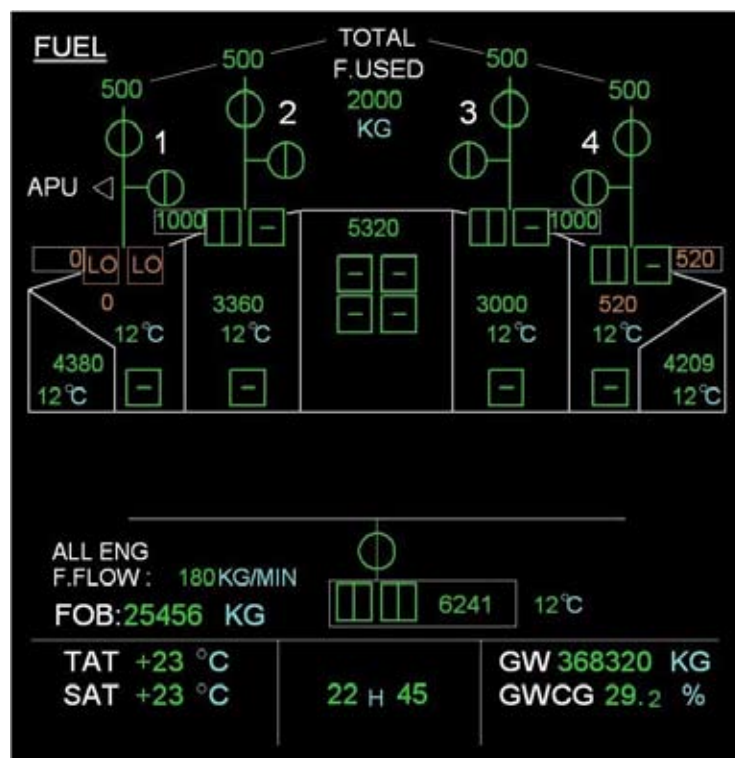 FUEL
TOTAL
F.USED
2000
KG
500 500 500 500
1 2 3 4
APU
1000 5320 1000
0 LO LO 520
0 3360 3000 520
12°C 12°C 12°C 12°C
4380 4209
12°C 12°C
ALL ENG
F.FLOW : 180 KG/MIN
FOB: 25456 KG
6241 12°C
TAT +23 °C
SAT +23 °C
22 H 45
GW 368320 KG
GWCG 29.2 %